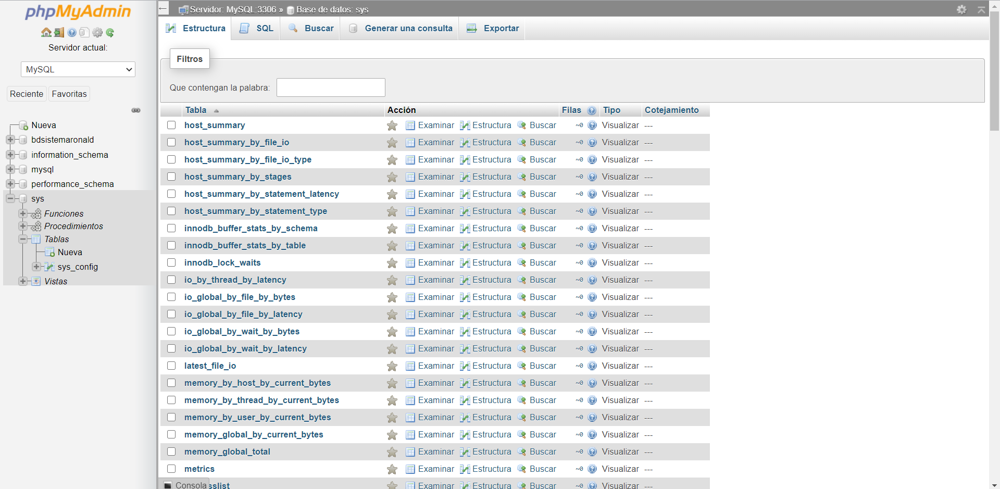 phpMyAdmin
Servidor actual:
MySQL
Reciente Favoritas
Nueva
bdsistemaronald
information_schema
mysql
performance_schema
sys
Funciones
Procedimientos
Tablas
Nueva
sys_config
Vistas
Servidor: MySQL:3306 » Base de datos: sys
Estructura SQL Buscar Generar una consulta Exportar
Filtros
Que contengan la palabra:
Tabla Acción Filas Tipo Cotejamiento
host_summary Examinar Estructura Buscar ~0 Visualizar ---
host_summary_by_file_io Examinar Estructura Buscar ~0 Visualizar ---
host_summary_by_file_io_type Examinar Estructura Buscar ~0 Visualizar ---
host_summary_by_stages Examinar Estructura Buscar ~0 Visualizar ---
host_summary_by_statement_latency Examinar Estructura Buscar ~0 Visualizar ---
host_summary_by_statement_type Examinar Estructura Buscar ~0 Visualizar ---
innodb_buffer_stats_by_schema Examinar Estructura Buscar ~0 Visualizar ---
innodb_buffer_stats_by_table Examinar Estructura Buscar ~0 Visualizar ---
innodb_lock_waits Examinar Estructura Buscar ~0 Visualizar ---
io_by_thread_by_latency Examinar Estructura Buscar ~0 Visualizar ---
io_global_by_file_by_bytes Examinar Estructura Buscar ~0 Visualizar ---
io_global_by_file_by_latency Examinar Estructura Buscar ~0 Visualizar ---
io_global_by_wait_by_bytes Examinar Estructura Buscar ~0 Visualizar ---
io_global_by_wait_by_latency Examinar Estructura Buscar ~0 Visualizar ---
latest_file_io Examinar Estructura Buscar ~0 Visualizar ---
memory_by_host_by_current_bytes Examinar Estructura Buscar ~0 Visualizar ---
memory_by_thread_by_current_bytes Examinar Estructura Buscar ~0 Visualizar ---
memory_by_user_by_current_bytes Examinar Estructura Buscar ~0 Visualizar ---
memory_global_by_current_bytes Examinar Estructura Buscar ~0 Visualizar ---
memory_global_total Examinar Estructura Buscar ~0 Visualizar ---
metrics Examinar Estructura Buscar ~0 Visualizar ---
Consola sslist Examinar Estructura Buscar ~0 Visualizar ---